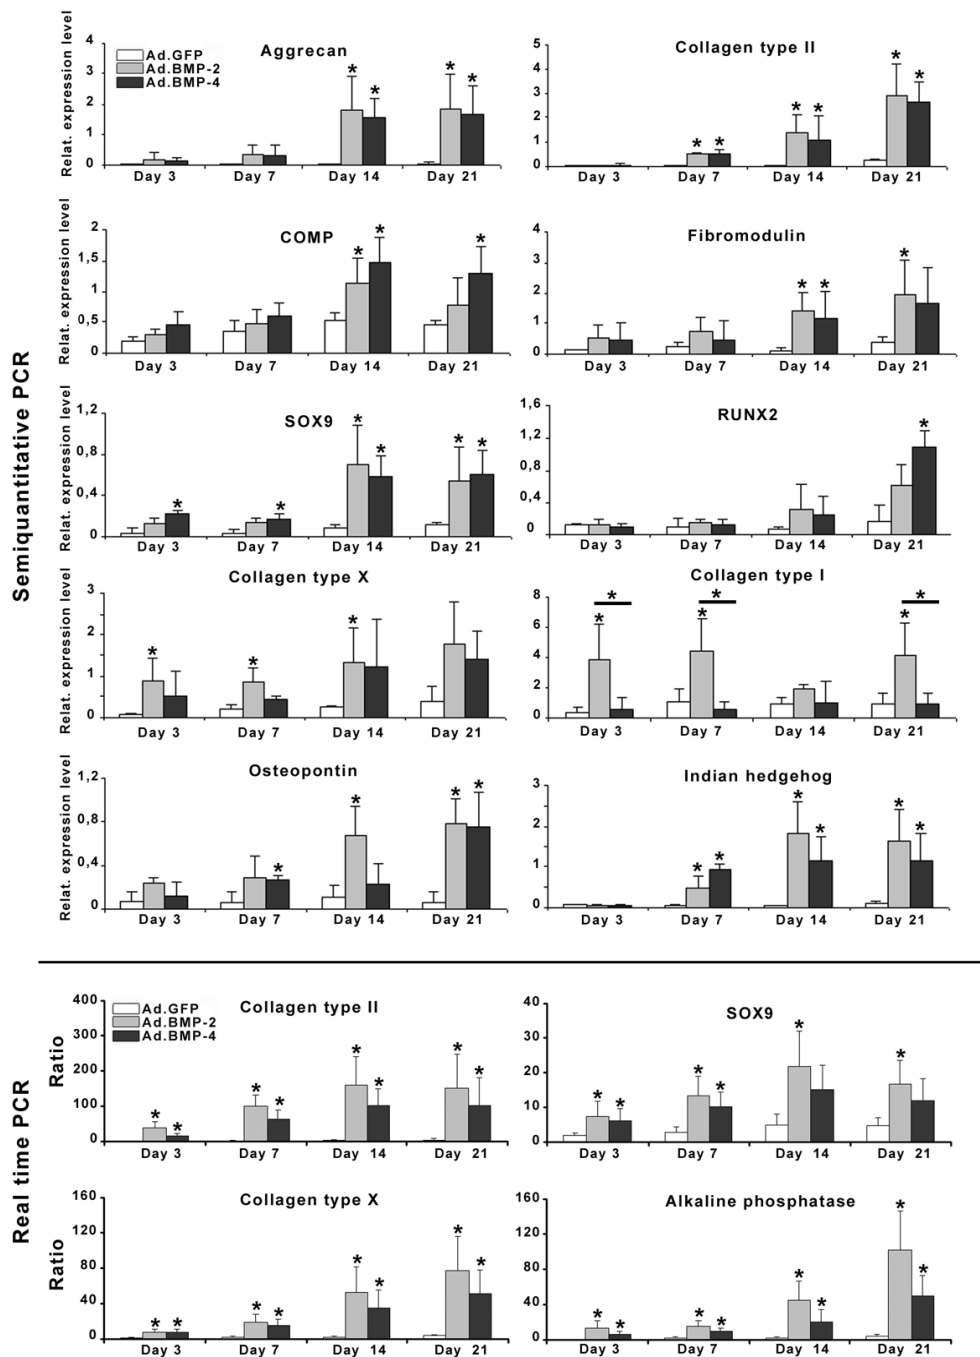 Semiquantitative PCR
Aggrecan
Ad.GFP
Ad.BMP-2
Ad.BMP-4
Relat. expression level
4
3
2
1
0
Day 3 Day 7 Day 14 Day 21
* * * *
Collagen type II
5
4
3
2
1
0
Day 3 Day 7 Day 14 Day 21
* * * * * *
COMP
Relat. expression level
2
1,5
1
0,5
0
Day 3 Day 7 Day 14 Day 21
* * *
Fibromodulin
4
3
2
1
0
Day 3 Day 7 Day 14 Day 21
* * *
SOX9
Relat. expression level
1,2
0,8
0,4
0
Day 3 Day 7 Day 14 Day 21
* * * * * *
RUNX2
1,6
1,2
0,8
0,4
0
Day 3 Day 7 Day 14 Day 21
*
Collagen type X
Relat. expression level
3
2
1
0
Day 3 Day 7 Day 14 Day 21
* * *
Collagen type I
8
6
4
2
0
Day 3 Day 7 Day 14 Day 21
* * * * * *
Osteopontin
Relat. expression level
1,2
0,8
0,4
0
Day 3 Day 7 Day 14 Day 21
* * * *
Indian hedgehog
3
2
1
0
Day 3 Day 7 Day 14 Day 21
* * * * * *
Real time PCR
Collagen type II
Ad.GFP
Ad.BMP-2
Ad.BMP-4
Ratio
400
300
200
100
0
Day 3 Day 7 Day 14 Day 21
* * * * * * * *
SOX9
40
30
20
10
0
Day 3 Day 7 Day 14 Day 21
* * * * * *
Collagen type X
Ratio
160
120
80
40
0
Day 3 Day 7 Day 14 Day 21
* * * * * * * *
Alkaline phosphatase
160
120
80
40
0
Day 3 Day 7 Day 14 Day 21
* * * * * * * *